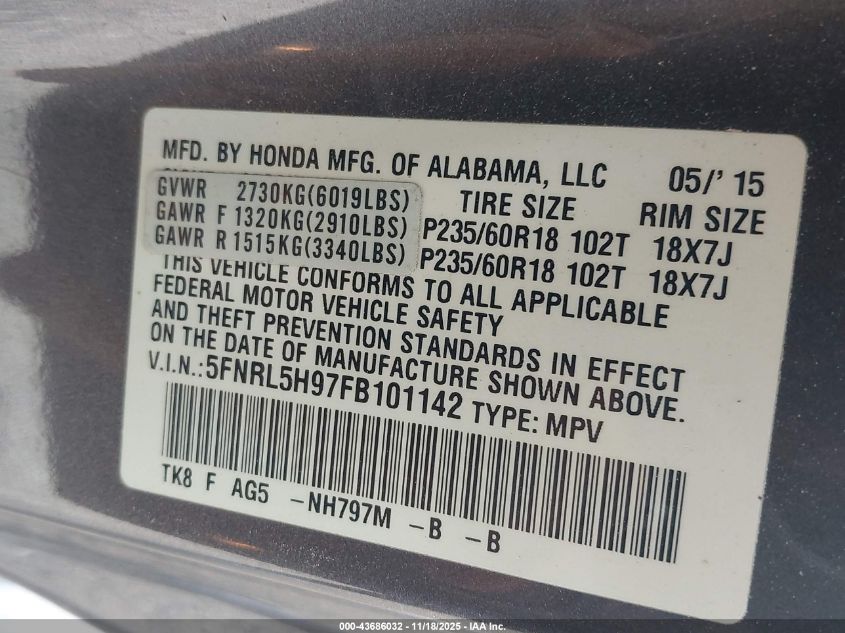 MFD. BY HONDA MFG. OF ALABAMA, LLC 05/' 15
GVWR 2730KG(6019LBS) TIRE SIZE RIM SIZE
GAWR F 1320KG(2910LBS) P235/60R18 102T 18X7J
GAWR R 1515KG(3340LBS) P235/60R18 102T 18X7J
THIS VEHICLE CONFORMS TO ALL APPLICABLE
FEDERAL MOTOR VEHICLE SAFETY
AND THEFT PREVENTION STANDARDS IN EFFECT
ON THE DATE OF MANUFACTURE SHOWN ABOVE.
V.I.N.:5FNRL5H97FB101142 TYPE: MPV
TK8 F AG5 -NH797M -B -B
000-43686032 - 11/18/2025 - IAA Inc.